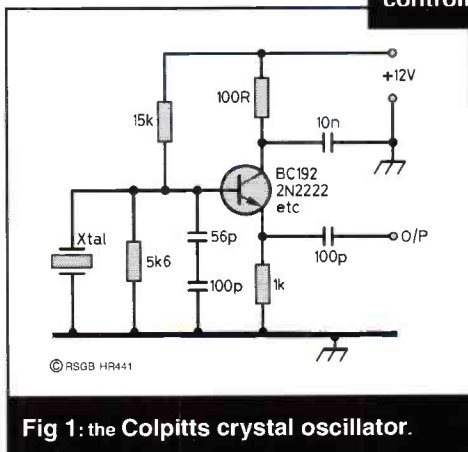 controll
+12V
100R
15k
10n
BC192
2N2222
etc
Xtal
56p
O/P
100p
5k6
100p
1k
© RSGB HR441
Fig 1: the Colpitts crystal oscillator.